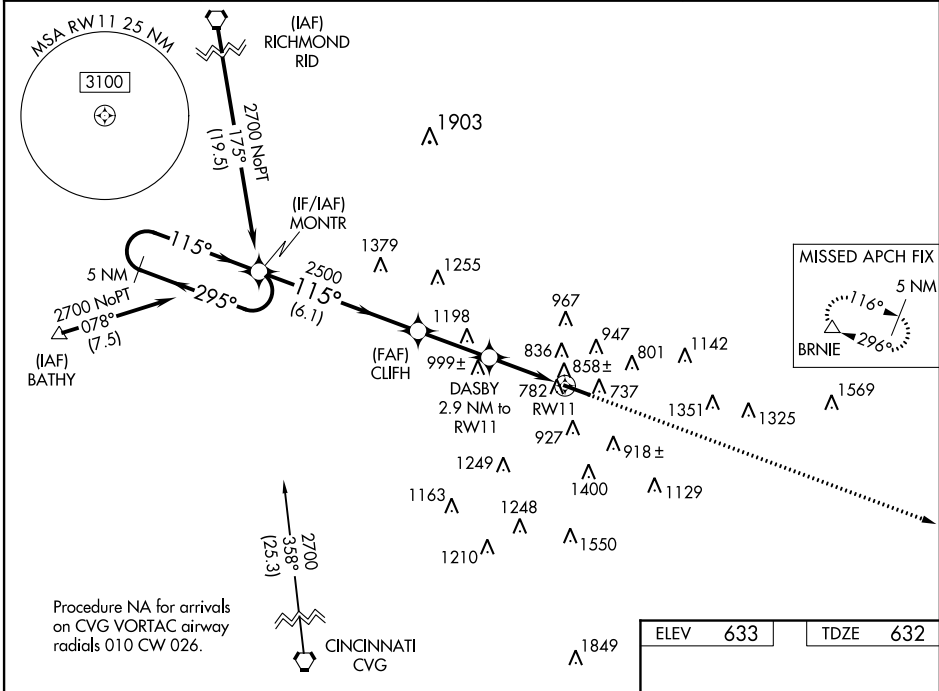 MSA RW11 25 NM
3100
(IAF)
RICHMOND
RID
2700 NoPT
175°
(19.5)
1903
(IF/IAF)
MONTR
115°
5 NM
295°
2700 NoPT
078°
(7.5)
(IAF)
BATHY
2500
115°
(6.1)
1379
1255
1198
(FAF)
CLIFH
999±
DASBY
2.9 NM to
RW11
967
836
947
858±
801
1142
782
RW11
737
927
918±
1351
1325
1569
MISSED APCH FIX
5 NM
116°
296°
BRNIE
1249
1400
1129
1163
1248
1210
1550
2700
358°
(25.3)
Procedure NA for arrivals
on CVG VORTAC airway
radials 010 CW 026.
CINCINNATI
CVG
1849
ELEV 633
TDZE 632